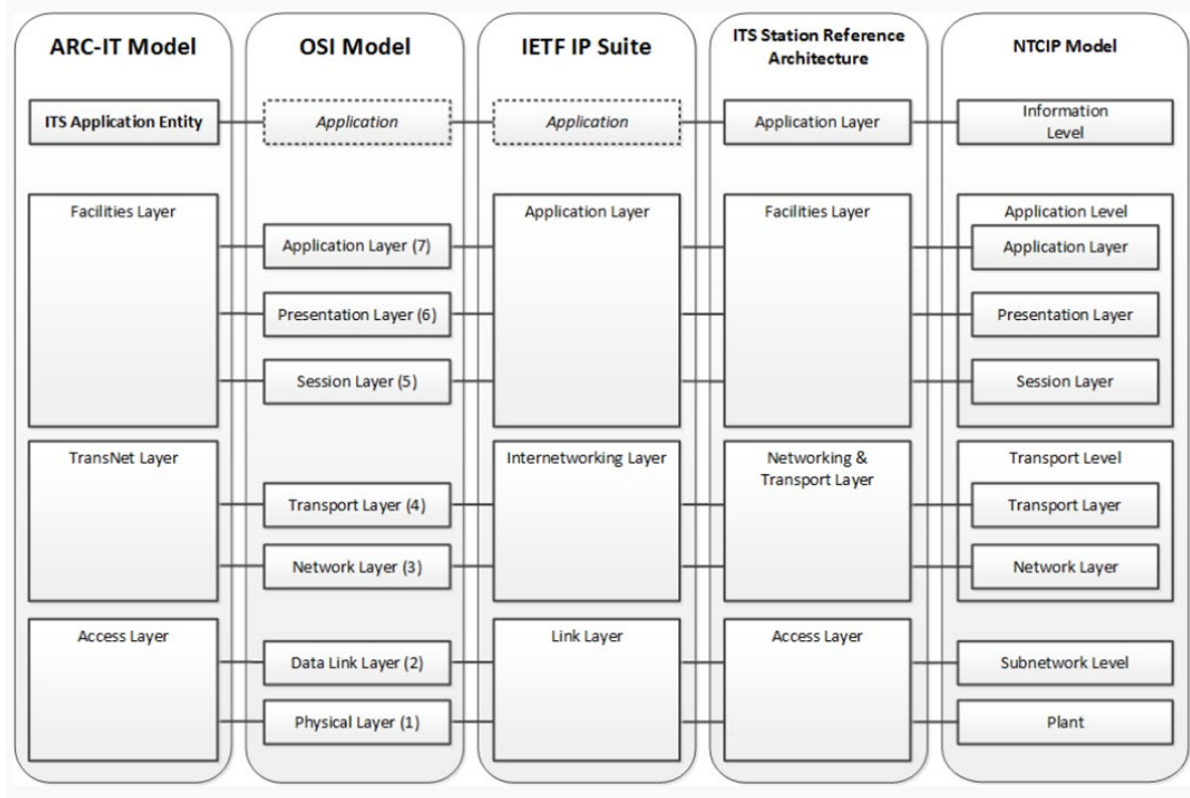 ARC-IT Model
ITS Application Entity
Facilities Layer
TransNet Layer
Access Layer
OSI Model
Application
Application Layer (7)
Presentation Layer (6)
Session Layer (5)
Transport Layer (4)
Network Layer (3)
Data Link Layer (2)
Physical Layer (1)
IETF IP Suite
Application
Application Layer
Internetworking Layer
Link Layer
ITS Station Reference
Architecture
Application Layer
Facilities Layer
Networking &
Transport Layer
Access Layer
NTCIP Model
Information
Level
Application Level
Application Layer
Presentation Layer
Session Layer
Transport Level
Transport Layer
Network Layer
Subnetwork Level
Plant